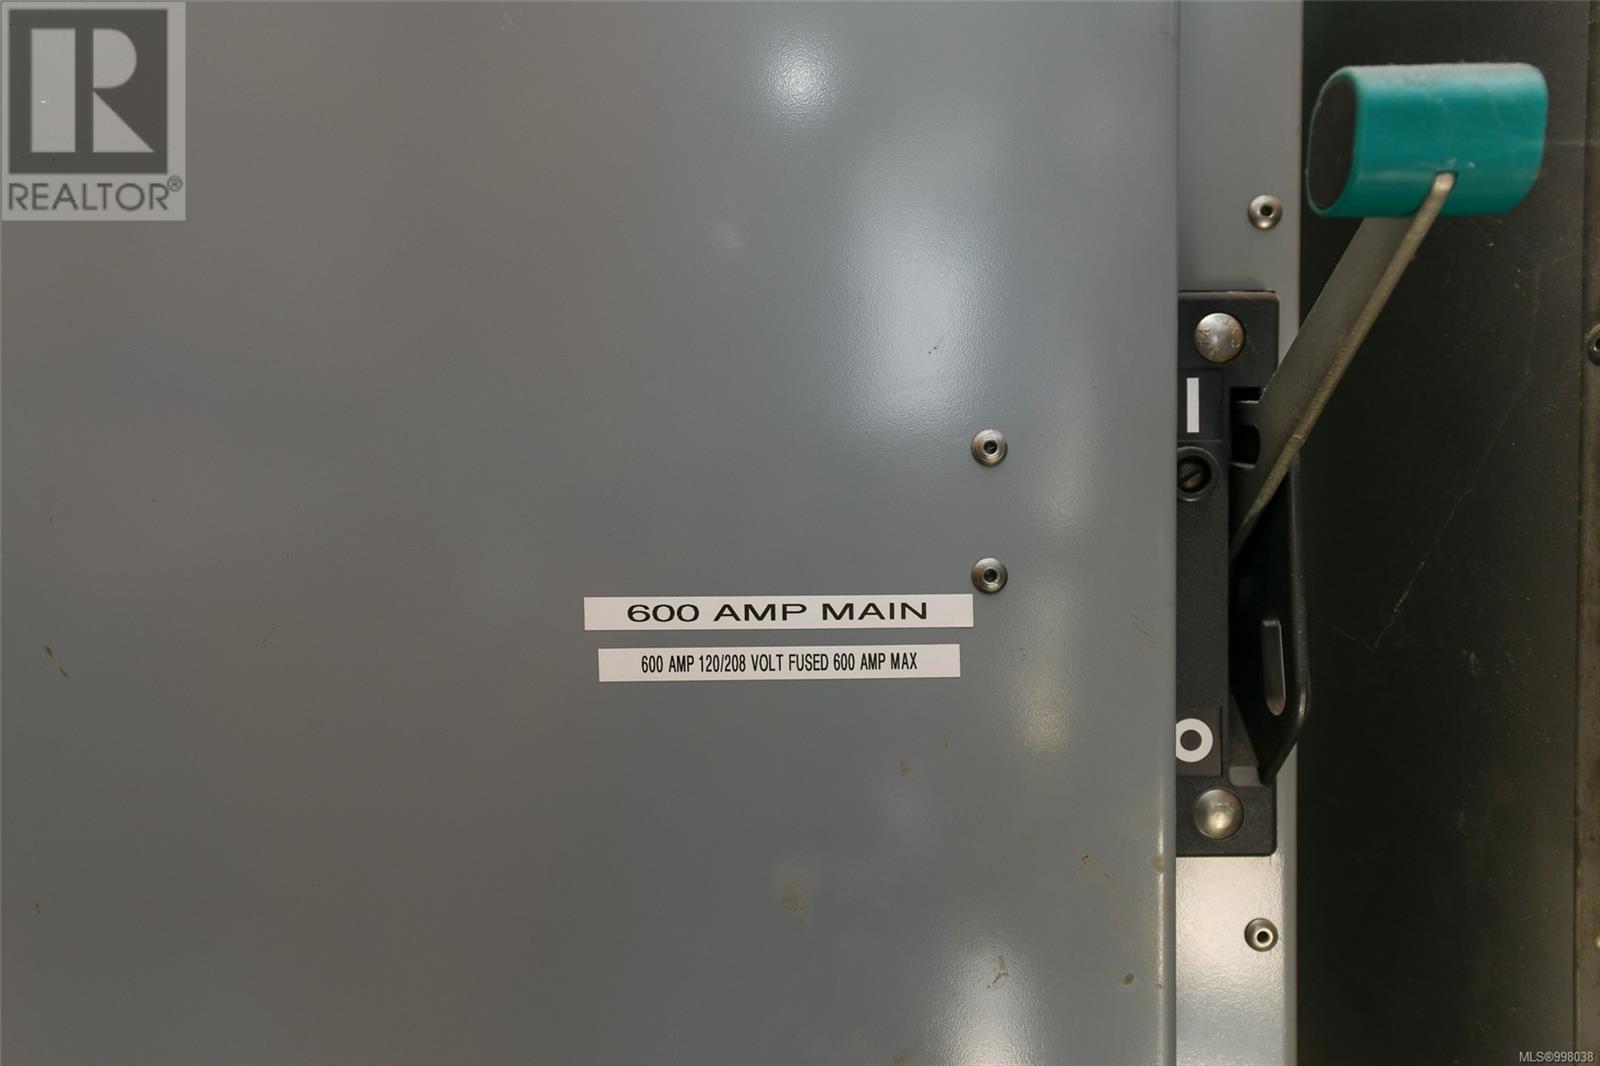 R
REALTOR®
I
600 AMP MAIN
600 AMP 120/208 VOLT FUSED 600 AMP MAX
O
MLS®998038